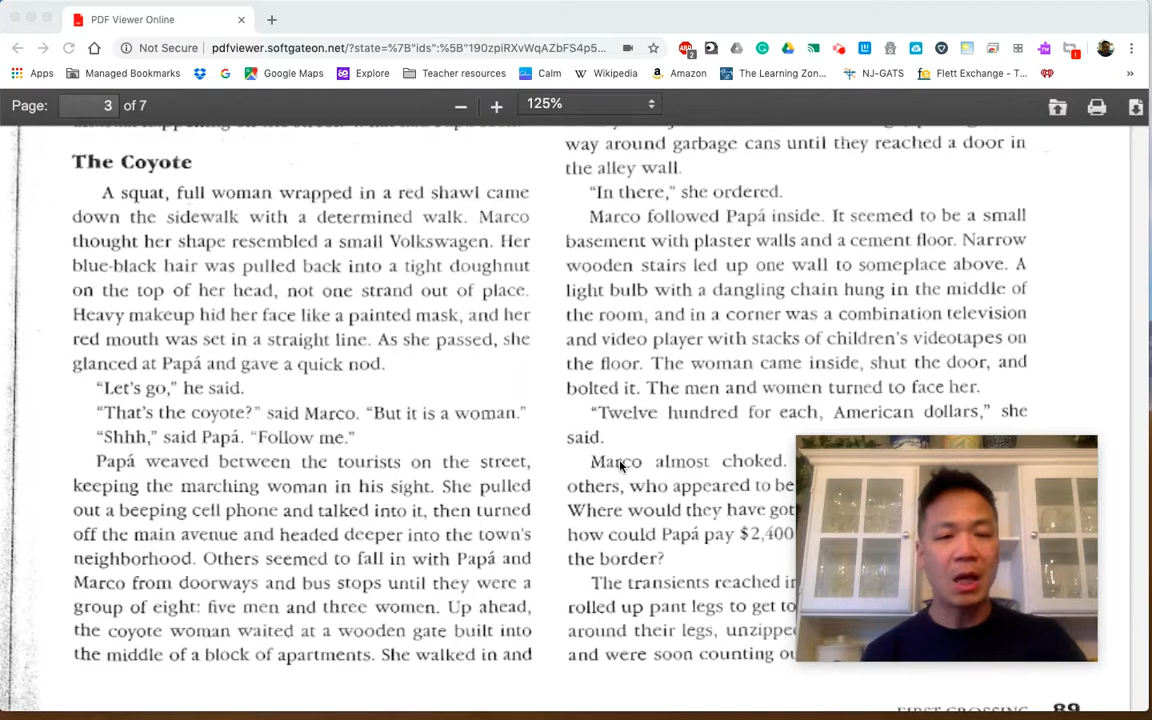 PDF Viewer Online
Not Secure
pdfviewer.softgateon.net/?state=%7B"ids":%5B"190zpiRXvWqAZbFS4p5...
2
Apps
Managed Bookmarks
Google Maps
Explore
Teacher resources
Calm
Wikipedia
Amazon
The Learning Zon...
NJ-GATS
Flett Exchange - T...
Page: 3 of 7
125%
The Coyote
A squat, full woman wrapped in a red shawl came
down the sidewalk with a determined walk. Marco
thought her shape resembled a small Volkswagen. Her
blue-black hair was pulled back into a tight doughnut
on the top of her head, not one strand out of place.
Heavy makeup hid her face like a painted mask, and her
red mouth was set in a straight line. As she passed, she
glanced at Papá and gave a quick nod.
“Let’s go,” he said.
“That’s the coyote?” said Marco. “But it is a woman.”
“Shhh,” said Papá. “Follow me.”
Papá weaved between the tourists on the street,
keeping the marching woman in his sight. She pulled
out a beeping cell phone and talked into it, then turned
off the main avenue and headed deeper into the town’s
neighborhood. Others seemed to fall in with Papá and
Marco from doorways and bus stops until they were a
group of eight: five men and three women. Up ahead,
the coyote woman waited at a wooden gate built into
the middle of a block of apartments. She walked in and
way around garbage cans until they reached a door in
the alley wall.
“In there,” she ordered.
Marco followed Papá inside. It seemed to be a small
basement with plaster walls and a cement floor. Narrow
wooden stairs led up one wall to someplace above. A
light bulb with a dangling chain hung in the middle of
the room, and in a corner was a combination television
and video player with stacks of children’s videotapes on
the floor. The woman came inside, shut the door, and
bolted it. The men and women turned to face her.
“Twelve hundred for each, American dollars,” she
said.
Marco almost choked.
others, who appeared to be
Where would they have got
how could Papá pay $2,400
the border?
The transients reached in
rolled up pant legs to get to
around their legs, unzippe
and were soon counting ou
FIRST CROSSING 89